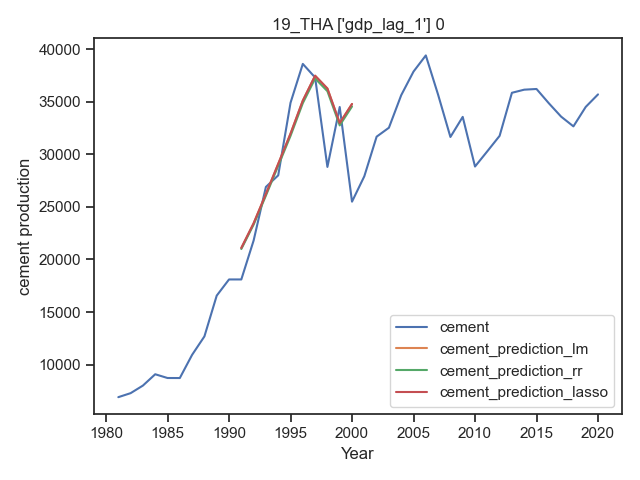 19_THA ['gdp_lag_1'] 0
40000
35000
30000
25000
20000
15000
10000
cement production
cement
cement_prediction_lm
cement_prediction_rr
cement_prediction_lasso
1980 1985 1990 1995 2000 2005 2010 2015 2020
Year